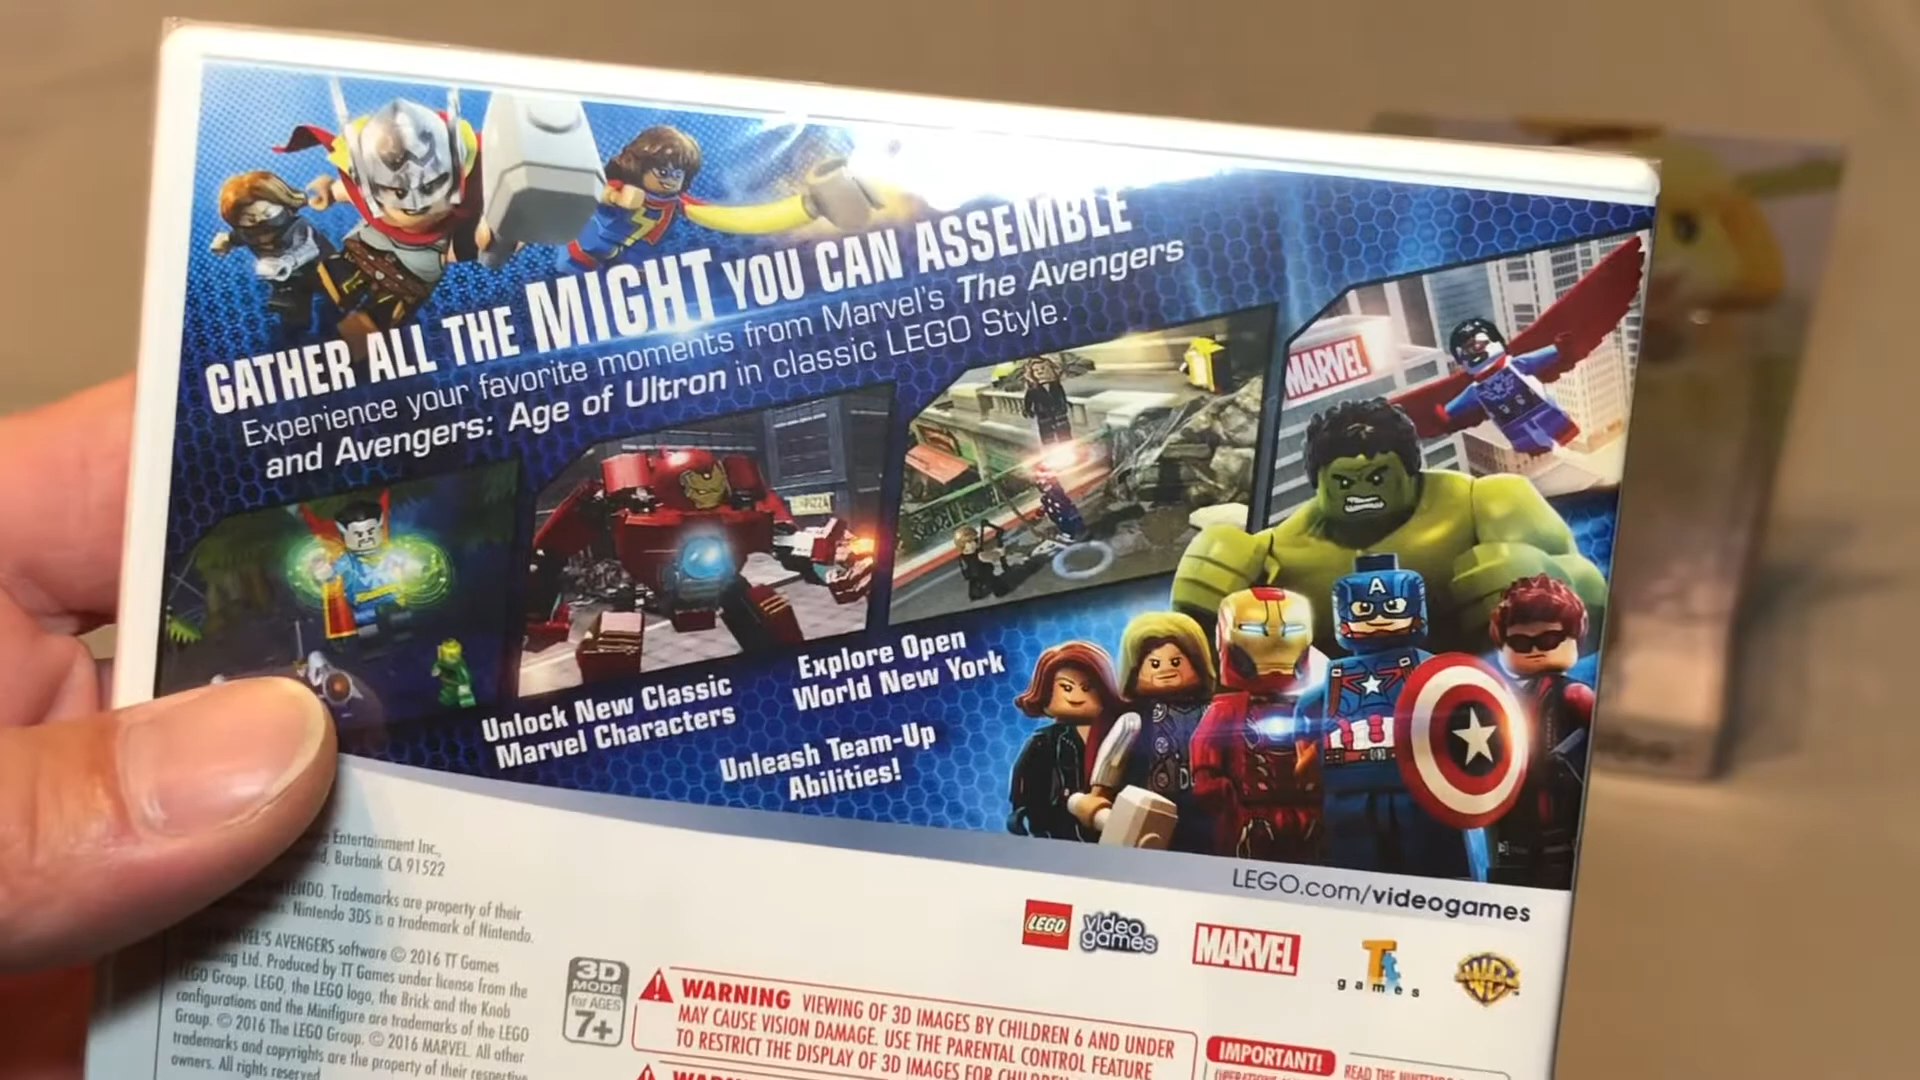 GATHER ALL THE MIGHT YOU CAN ASSEMBLE
Experience your favorite moments from Marvel's The Avengers
and Avengers: Age of Ultron in classic LEGO Style.
MARVEL
PIZZA
A
Unlock New Classic
Marvel Characters
Explore Open
World New York
Unleash Team-Up
Abilities!
LEGO.com/videogames
LEGO video games
MARVEL
TT games
WB
Entertainment Inc.,
Burbank CA 91522
Trademarks are property of their
Nintendo 3DS is a trademark of Nintendo.
MARVEL'S AVENGERS software © 2016 TT Games
Ltd. Produced by TT Games under license from the
LEGO Group. LEGO, the LEGO logo, the Brick and the Knob
configurations and the Minifigure are trademarks of the LEGO
Group. © 2016 The LEGO Group. © 2016 MARVEL. All other
trademarks and copyrights are the property of their respective
owners. All rights reserved
3D
MODE
for AGES
7+
WARNING VIEWING OF 3D IMAGES BY CHILDREN 6 AND UNDER
MAY CAUSE VISION DAMAGE. USE THE PARENTAL CONTROL FEATURE
TO RESTRICT THE DISPLAY OF 3D IMAGES FOR
IMPORTANT!
READ THE